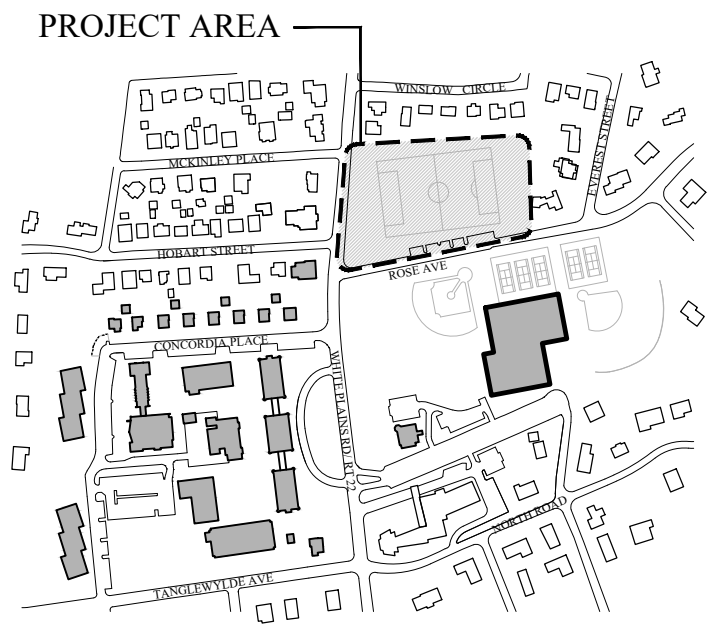 PROJECT AREA
WINSLOW CIRCLE
EVEREST STREET
MCKINLEY PLACE
HOBART STREET
ROSE AVE
CONCORDIA PLACE
WHITE PLAINS RD/RT 22
NORTH ROAD
TANGLEWYLDE AVE